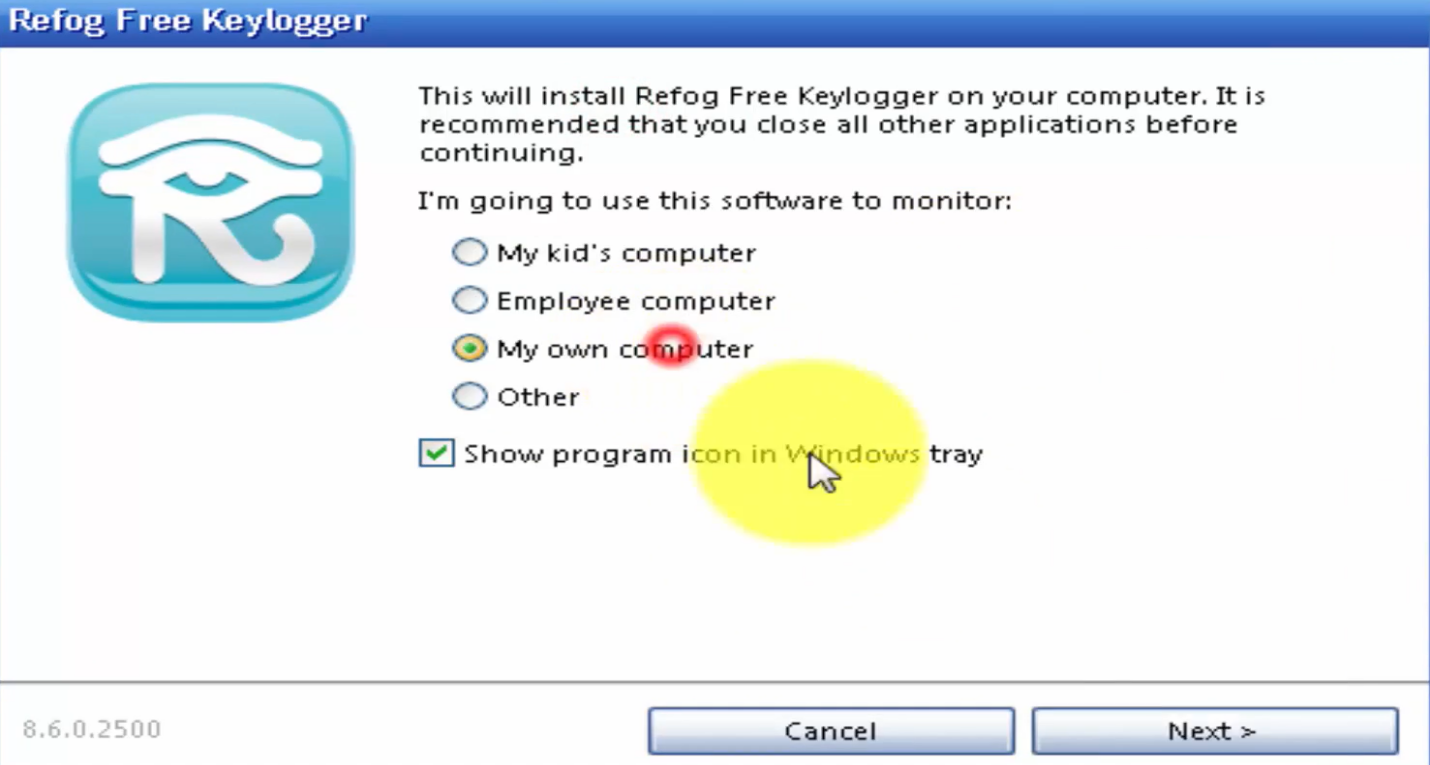 Refog Free Keylogger
This will install Refog Free Keylogger on your computer. It is
recommended that you close all other applications before
continuing.
I'm going to use this software to monitor:
My kid's computer
Employee computer
My own computer
Other
Show program icon in Windows tray
8.6.0.2500
Cancel
Next >